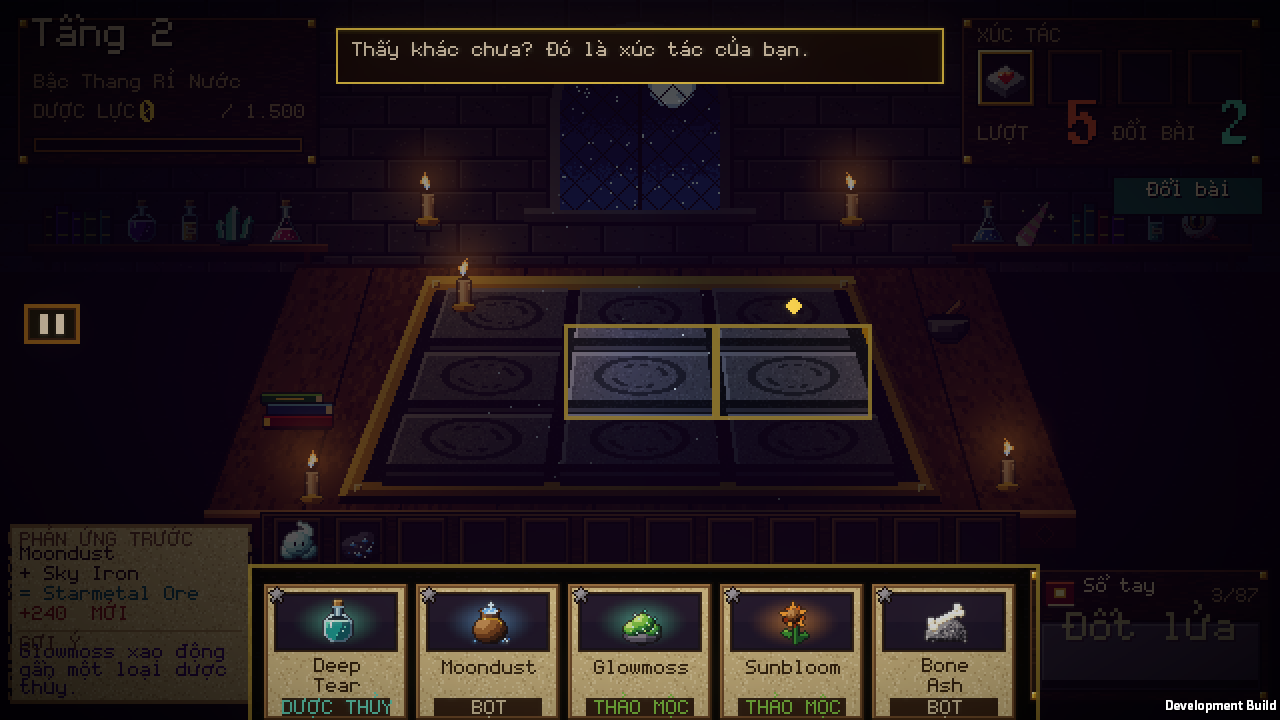 Tầng 2
Bậc Thang Rỉ Nước
DƯỢC LỰC 0 / 1.500
Thấy khác chưa? Đó là xúc tác của bạn.
XÚC TÁC
LƯỢT 5 ĐỔI BÀI 2
Đổi bài
PHẢN ỨNG TRƯỚC
Moondust
+ Sky Iron
= Starmetal Ore
+240 MỚI
GỢI Ý
Glowmoss xao động
gần một loại dược
thủy.
Deep
Tear
DƯỢC THỦY
Moondust
BỘT
Glowmoss
THẢO MỘC
Sunbloom
THẢO MỘC
Bone
Ash
BỘT
Sổ tay
3/87
Đốt lửa
Development Build